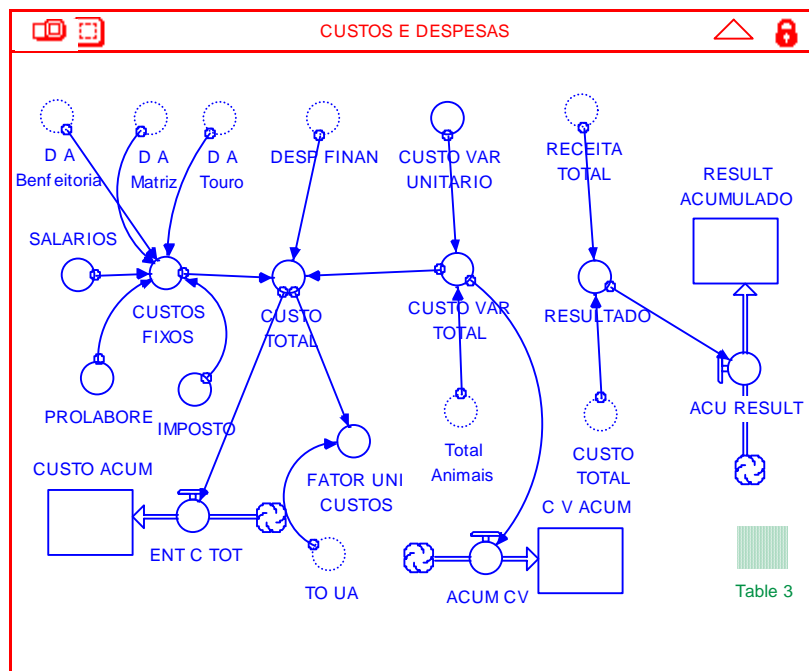 CUSTOS E DESPESAS
D A
Benfeitoria
D A
Matriz
D A
Touro
DESP FINAN
CUSTO VAR
UNITARIO
RECEITA
TOTAL
RESULT
ACUMULADO
SALARIOS
CUSTOS
FIXOS
CUSTO
TOTAL
CUSTO VAR
TOTAL
RESULTADO
PROLABORE
IMPOSTO
ACU RESULT
CUSTO ACUM
FATOR UNI
CUSTOS
Total
Animais
CUSTO
TOTAL
C V ACUM
ENT C TOT
TO UA
ACUM CV
Table 3